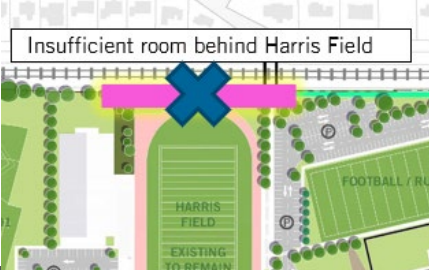 Insufficient room behind Harris Field
P
FOOTBALL / RU
HARRIS
FIELD
P
EXISTING
TO REMAIN